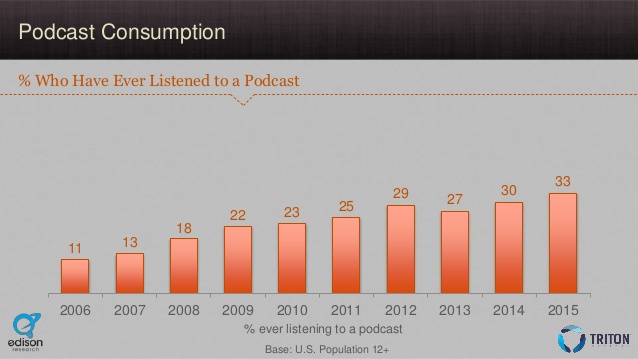 Podcast Consumption
% Who Have Ever Listened to a Podcast
11 13 18 22 23 25 29 27 30 33
2006 2007 2008 2009 2010 2011 2012 2013 2014 2015
% ever listening to a podcast
Base: U.S. Population 12+
edison
research
TRITON